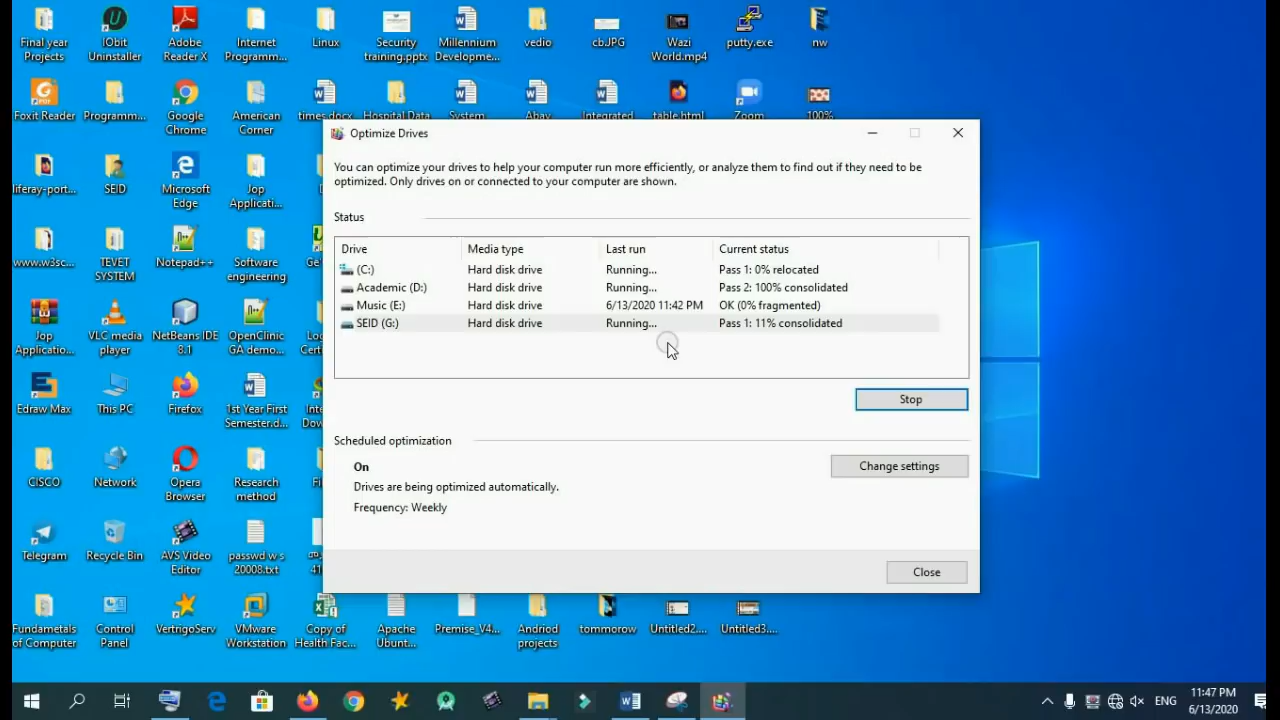 Final year
Projects
IObit
Uninstaller
Adobe
Reader X
Internet
Programm...
Linux
Security
training.pptx
Millennium
Developme...
vedio
cbJPG
Wazi
World.mp4
putty.exe
nw
Foxit Reader
Programm...
Google
Chrome
American
Corner
times.docx
Hospital Data
System
Abay
Integrated
table.html
Zoom
100%
liferay-port...
SEID
Microsoft
Edge
Jop
Applicati...
www.w3sc...
TEVET
SYSTEM
Notepad++
Software
engineering
Jop
Applicatio...
VLC media
player
NetBeans IDE
8.1
OpenClinic
GA demo...
Edraw Max
This PC
Firefox
1st Year First
Semester.d...
CISCO
Network
Opera
Browser
Research
method
Telegram
Recycle Bin
AVS Video
Editor
passwd w s
20008.txt
Fundametals
of Computer
Control
Panel
VertrigoServ
VMware
Workstation
Copy of
Health Fac...
Apache
Ubunt...
Premise_V4...
Andriod
projects
tommorow
Untitled2....
Untitled3....
Optimize Drives
You can optimize your drives to help your computer run more efficiently, or analyze them to find out if they need to be
optimized. Only drives on or connected to your computer are shown.
Status
Drive Media type Last run Current status
(C:) Hard disk drive Running... Pass 1: 0% relocated
Academic (D:) Hard disk drive Running... Pass 2: 100% consolidated
Music (E:) Hard disk drive 6/13/2020 11:42 PM OK (0% fragmented)
SEID (G:) Hard disk drive Running... Pass 1: 11% consolidated
Stop
Scheduled optimization
On
Change settings
Drives are being optimized automatically.
Frequency: Weekly
Close
ENG
11:47 PM
6/13/2020